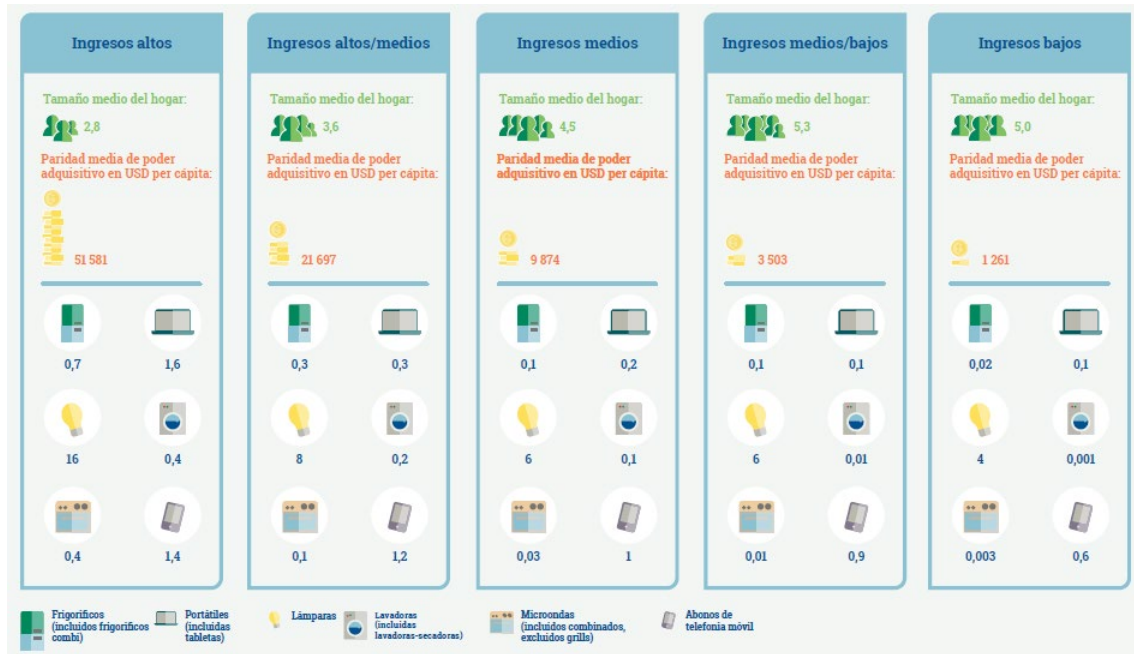 Ingresos altos
Tamaño medio del hogar:
2,8
Paridad media de poder
adquisitivo en USD per cápita:
51 581
0,7 1,6
16 0,4
0,4 1,4
Ingresos altos/medios
Tamaño medio del hogar:
3,6
Paridad media de poder
adquisitivo en USD per cápita:
21 697
0,3 0,3
8 0,2
0,1 1,2
Ingresos medios
Tamaño medio del hogar:
4,5
Paridad media de poder
adquisitivo en USD per cápita:
9 874
0,1 0,2
6 0,1
0,03 1
Ingresos medios/bajos
Tamaño medio del hogar:
5,3
Paridad media de poder
adquisitivo en USD per cápita:
3 503
0,1 0,1
6 0,01
0,01 0,9
Ingresos bajos
Tamaño medio del hogar:
5,0
Paridad media de poder
adquisitivo en USD per cápita:
1 261
0,02 0,1
4 0,001
0,003 0,6
Frigoríficos
(incluidos frigoríficos
combi)
Portátiles
(incluidas
tabletas)
Lámparas
Lavadoras
(incluidas
lavadoras-secadoras)
Microondas
(incluidos combinados,
excluidos grills)
Abonos de
telefonía móvil